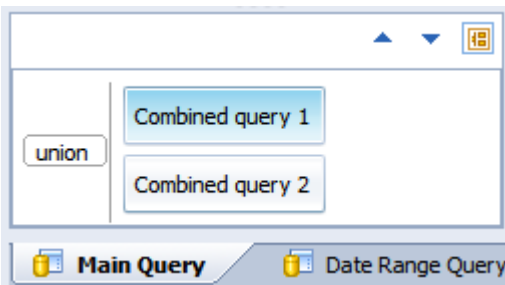 Combined query 1
union
Combined query 2
Main Query
Date Range Query